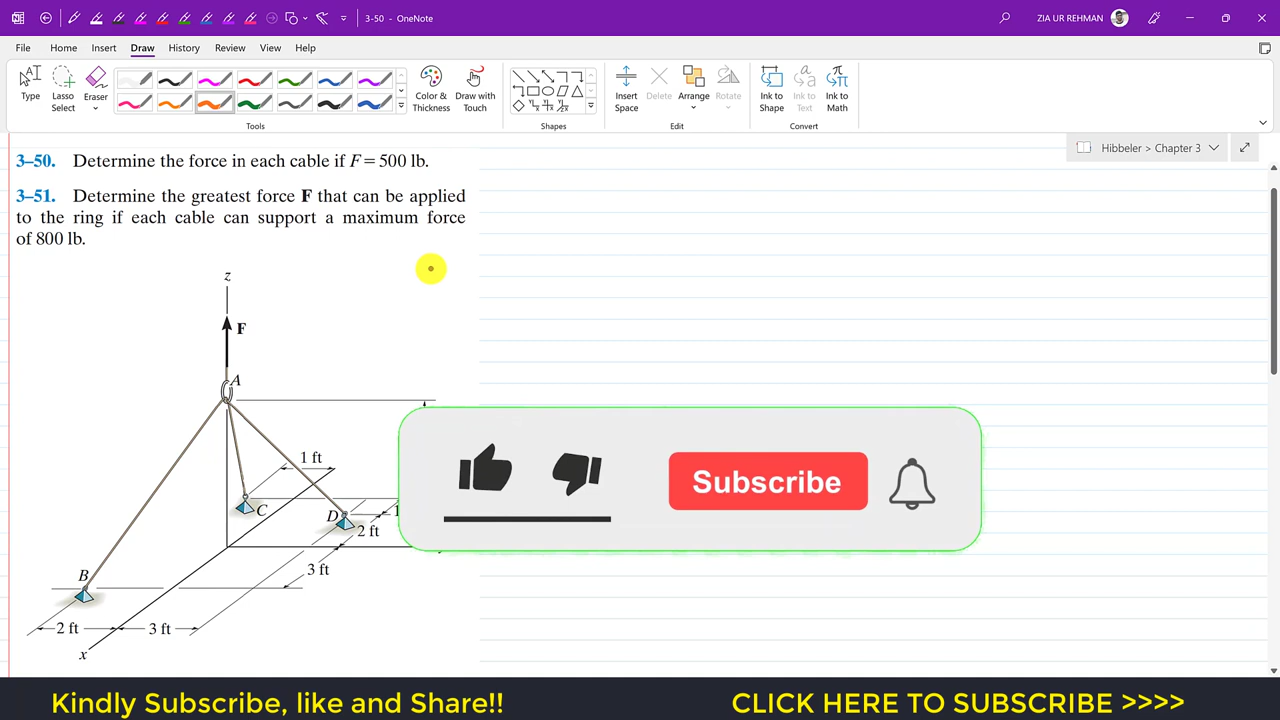 3-50 - OneNote
ZIA UR REHMAN
File Home Insert Draw History Review View Help
Type
Lasso Select
Eraser
Color & Thickness
Draw with Touch
Insert Space
Delete
Arrange
Rotate
Ink to Shape
Ink to Text
Ink to Math
Tools
Shapes
Edit
Convert
Hibbeler > Chapter 3
3–50. Determine the force in each cable if F = 500 lb.
3–51. Determine the greatest force F that can be applied
to the ring if each cable can support a maximum force
of 800 lb.
z
F
A
1 ft
C
D
1
2 ft
3 ft
B
2 ft
3 ft
x
Subscribe
Kindly Subscribe, like and Share!!
CLICK HERE TO SUBSCRIBE >>>>